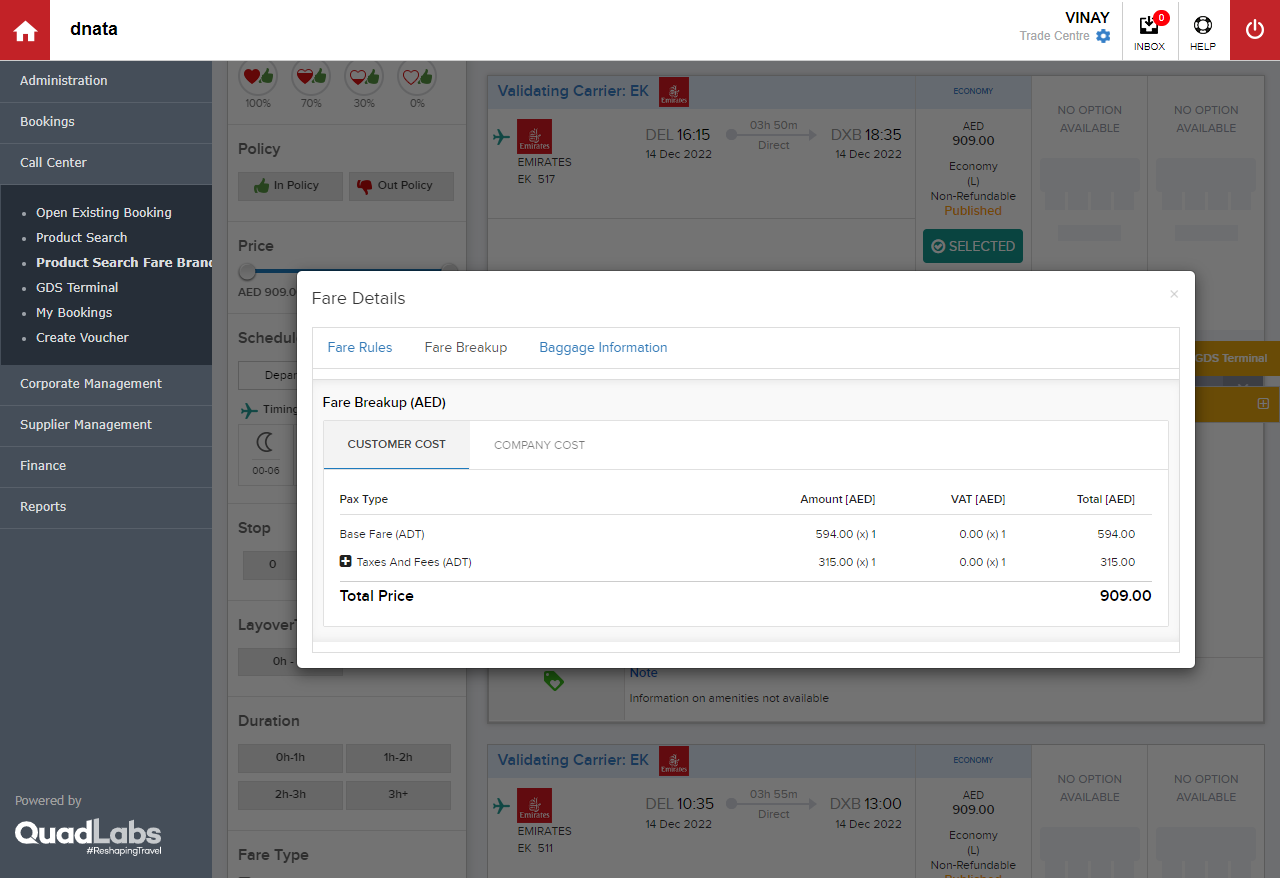 dnata
VINAY
Trade Centre
0
INBOX
HELP
Administration
Bookings
Call Center
Open Existing Booking
Product Search
Product Search Fare Bran
GDS Terminal
My Bookings
Create Voucher
Corporate Management
Supplier Management
Finance
Reports
Powered by
QuadLabs
#ReshapingTravel
100% 70% 30% 0%
Policy
In Policy Out Policy
Price
AED 909.0
Schedul
Depar
Timing
00-06
Stop
0
LayoverT
0h -
Duration
0h-1h 1h-2h
2h-3h 3h+
Fare Type
Validating Carrier: EK
Emirates
ECONOMY
Emirates
EMIRATES
EK 517
DEL 16:15
14 Dec 2022
03h 50m
Direct
DXB 18:35
14 Dec 2022
AED
909.00
Economy
(L)
Non-Refundable
Published
SELECTED
NO OPTION
AVAILABLE
NO OPTION
AVAILABLE
GDS Terminal
Fare Details
×
Fare Rules Fare Breakup Baggage Information
Fare Breakup (AED)
CUSTOMER COST COMPANY COST
Pax Type Amount [AED] VAT [AED] Total [AED]
Base Fare (ADT) 594.00 (x) 1 0.00 (x) 1 594.00
Taxes And Fees (ADT) 315.00 (x) 1 0.00 (x) 1 315.00
Total Price 909.00
Note
Information on amenities not available
Validating Carrier: EK
Emirates
ECONOMY
Emirates
EMIRATES
EK 511
DEL 10:35
14 Dec 2022
03h 55m
Direct
DXB 13:00
14 Dec 2022
AED
909.00
Economy
(L)
Non-Refundable
Published
NO OPTION
AVAILABLE
NO OPTION
AVAILABLE